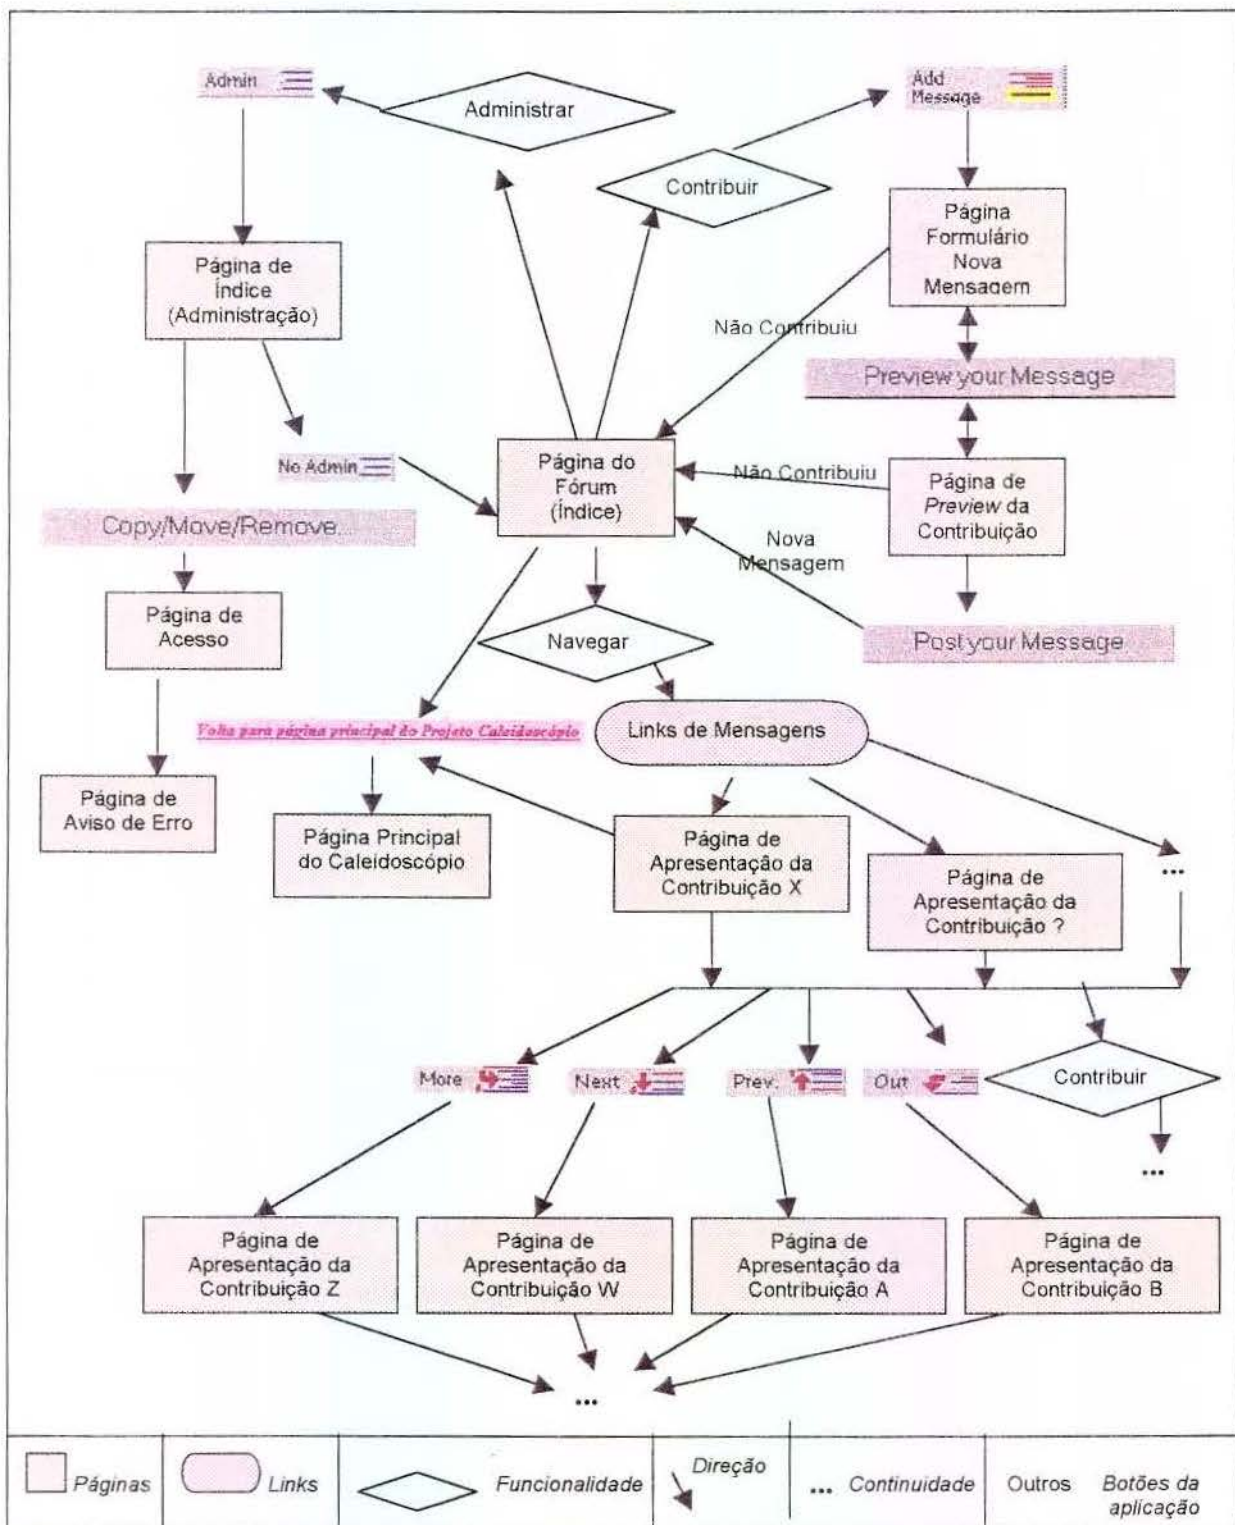 Admin
Administrar
Add
Message
Contribuir
Página
Formulário
Nova
Mensagem
Página de
Índice
(Administração)
Não Contribuiu
Preview your Message
No Admin
Página do
Fórum
(Índice)
Não Contribuiu
Página de
Preview da
Contribuição
Copy/Move/Remove...
Nova
Mensagem
Página de
Acesso
Navegar
Post your Message
Volta para página principal do Projeto Caleidoscópio
Links de Mensagens
Página de
Aviso de Erro
Página Principal
do Caleidoscópio
Página de
Apresentação da
Contribuição X
Página de
Apresentação da
Contribuição ?
...
More
Next
Prev.
Out
Contribuir
...
Página de
Apresentação da
Contribuição Z
Página de
Apresentação da
Contribuição W
Página de
Apresentação da
Contribuição A
Página de
Apresentação da
Contribuição B
...
Páginas
Links
Funcionalidade
Direção
... Continuidade
Outros
Botões da
aplicação